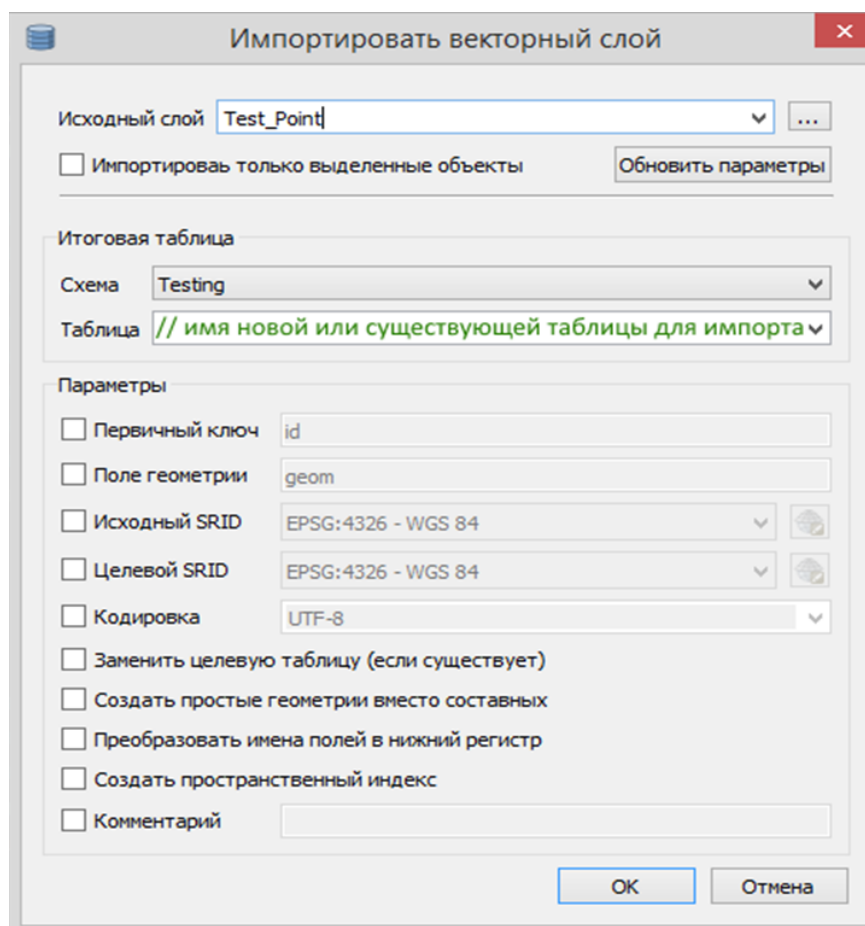 Импортировать векторный слой
Исходный слой Test_Point ...
Импортироваь только выделенные объекты Обновить параметры
Итоговая таблица
Схема Testing
Таблица // имя новой или существующей таблицы для импорта
Параметры
Первичный ключ id
Поле геометрии geom
Исходный SRID EPSG:4326 - WGS 84
Целевой SRID EPSG:4326 - WGS 84
Кодировка UTF-8
Заменить целевую таблицу (если существует)
Создать простые геометрии вместо составных
Преобразовать имена полей в нижний регистр
Создать пространственный индекс
Комментарий
OK Отмена